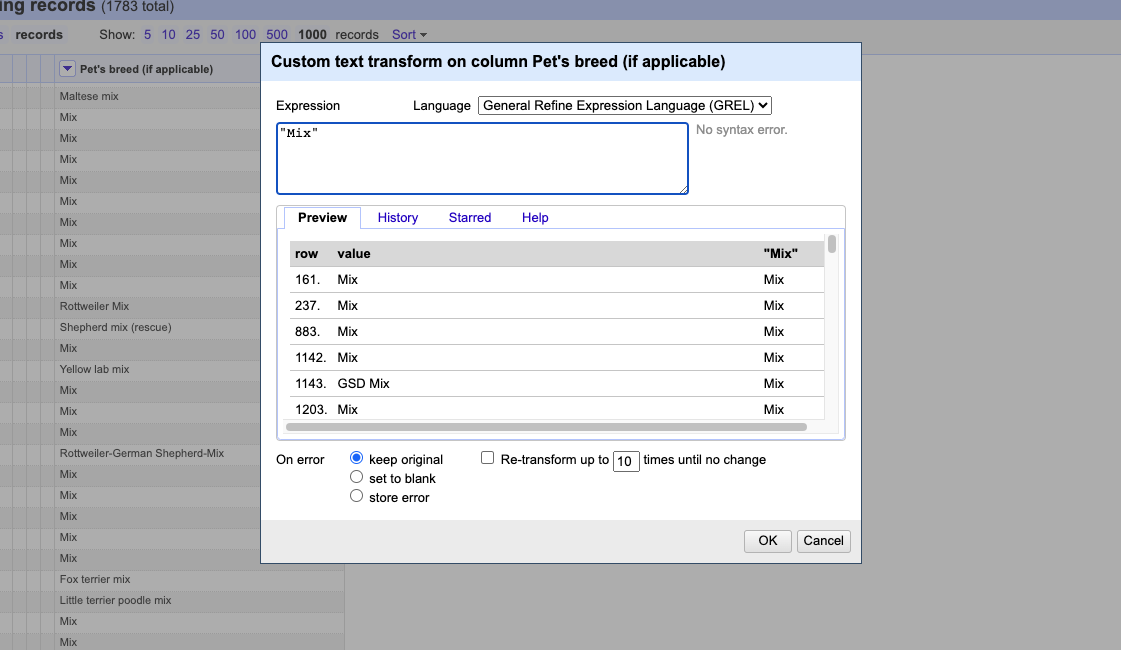 ing records (1783 total)
s records Show: 5 10 25 50 100 500 1000 records Sort
Pet's breed (if applicable)
Maltese mix
Mix
Mix
Mix
Mix
Mix
Mix
Mix
Mix
Mix
Rottweiler Mix
Shepherd mix (rescue)
Mix
Yellow lab mix
Mix
Mix
Mix
Rottweiler-German Shepherd-Mix
Mix
Mix
Mix
Mix
Mix
Fox terrier mix
Little terrier poodle mix
Mix
Mix
Custom text transform on column Pet's breed (if applicable)
Expression Language General Refine Expression Language (GREL)
"Mix" No syntax error.
Preview History Starred Help
row value "Mix"
161. Mix Mix
237. Mix Mix
883. Mix Mix
1142. Mix Mix
1143. GSD Mix Mix
1203. Mix Mix
On error keep original Re-transform up to 10 times until no change
set to blank
store error
OK Cancel